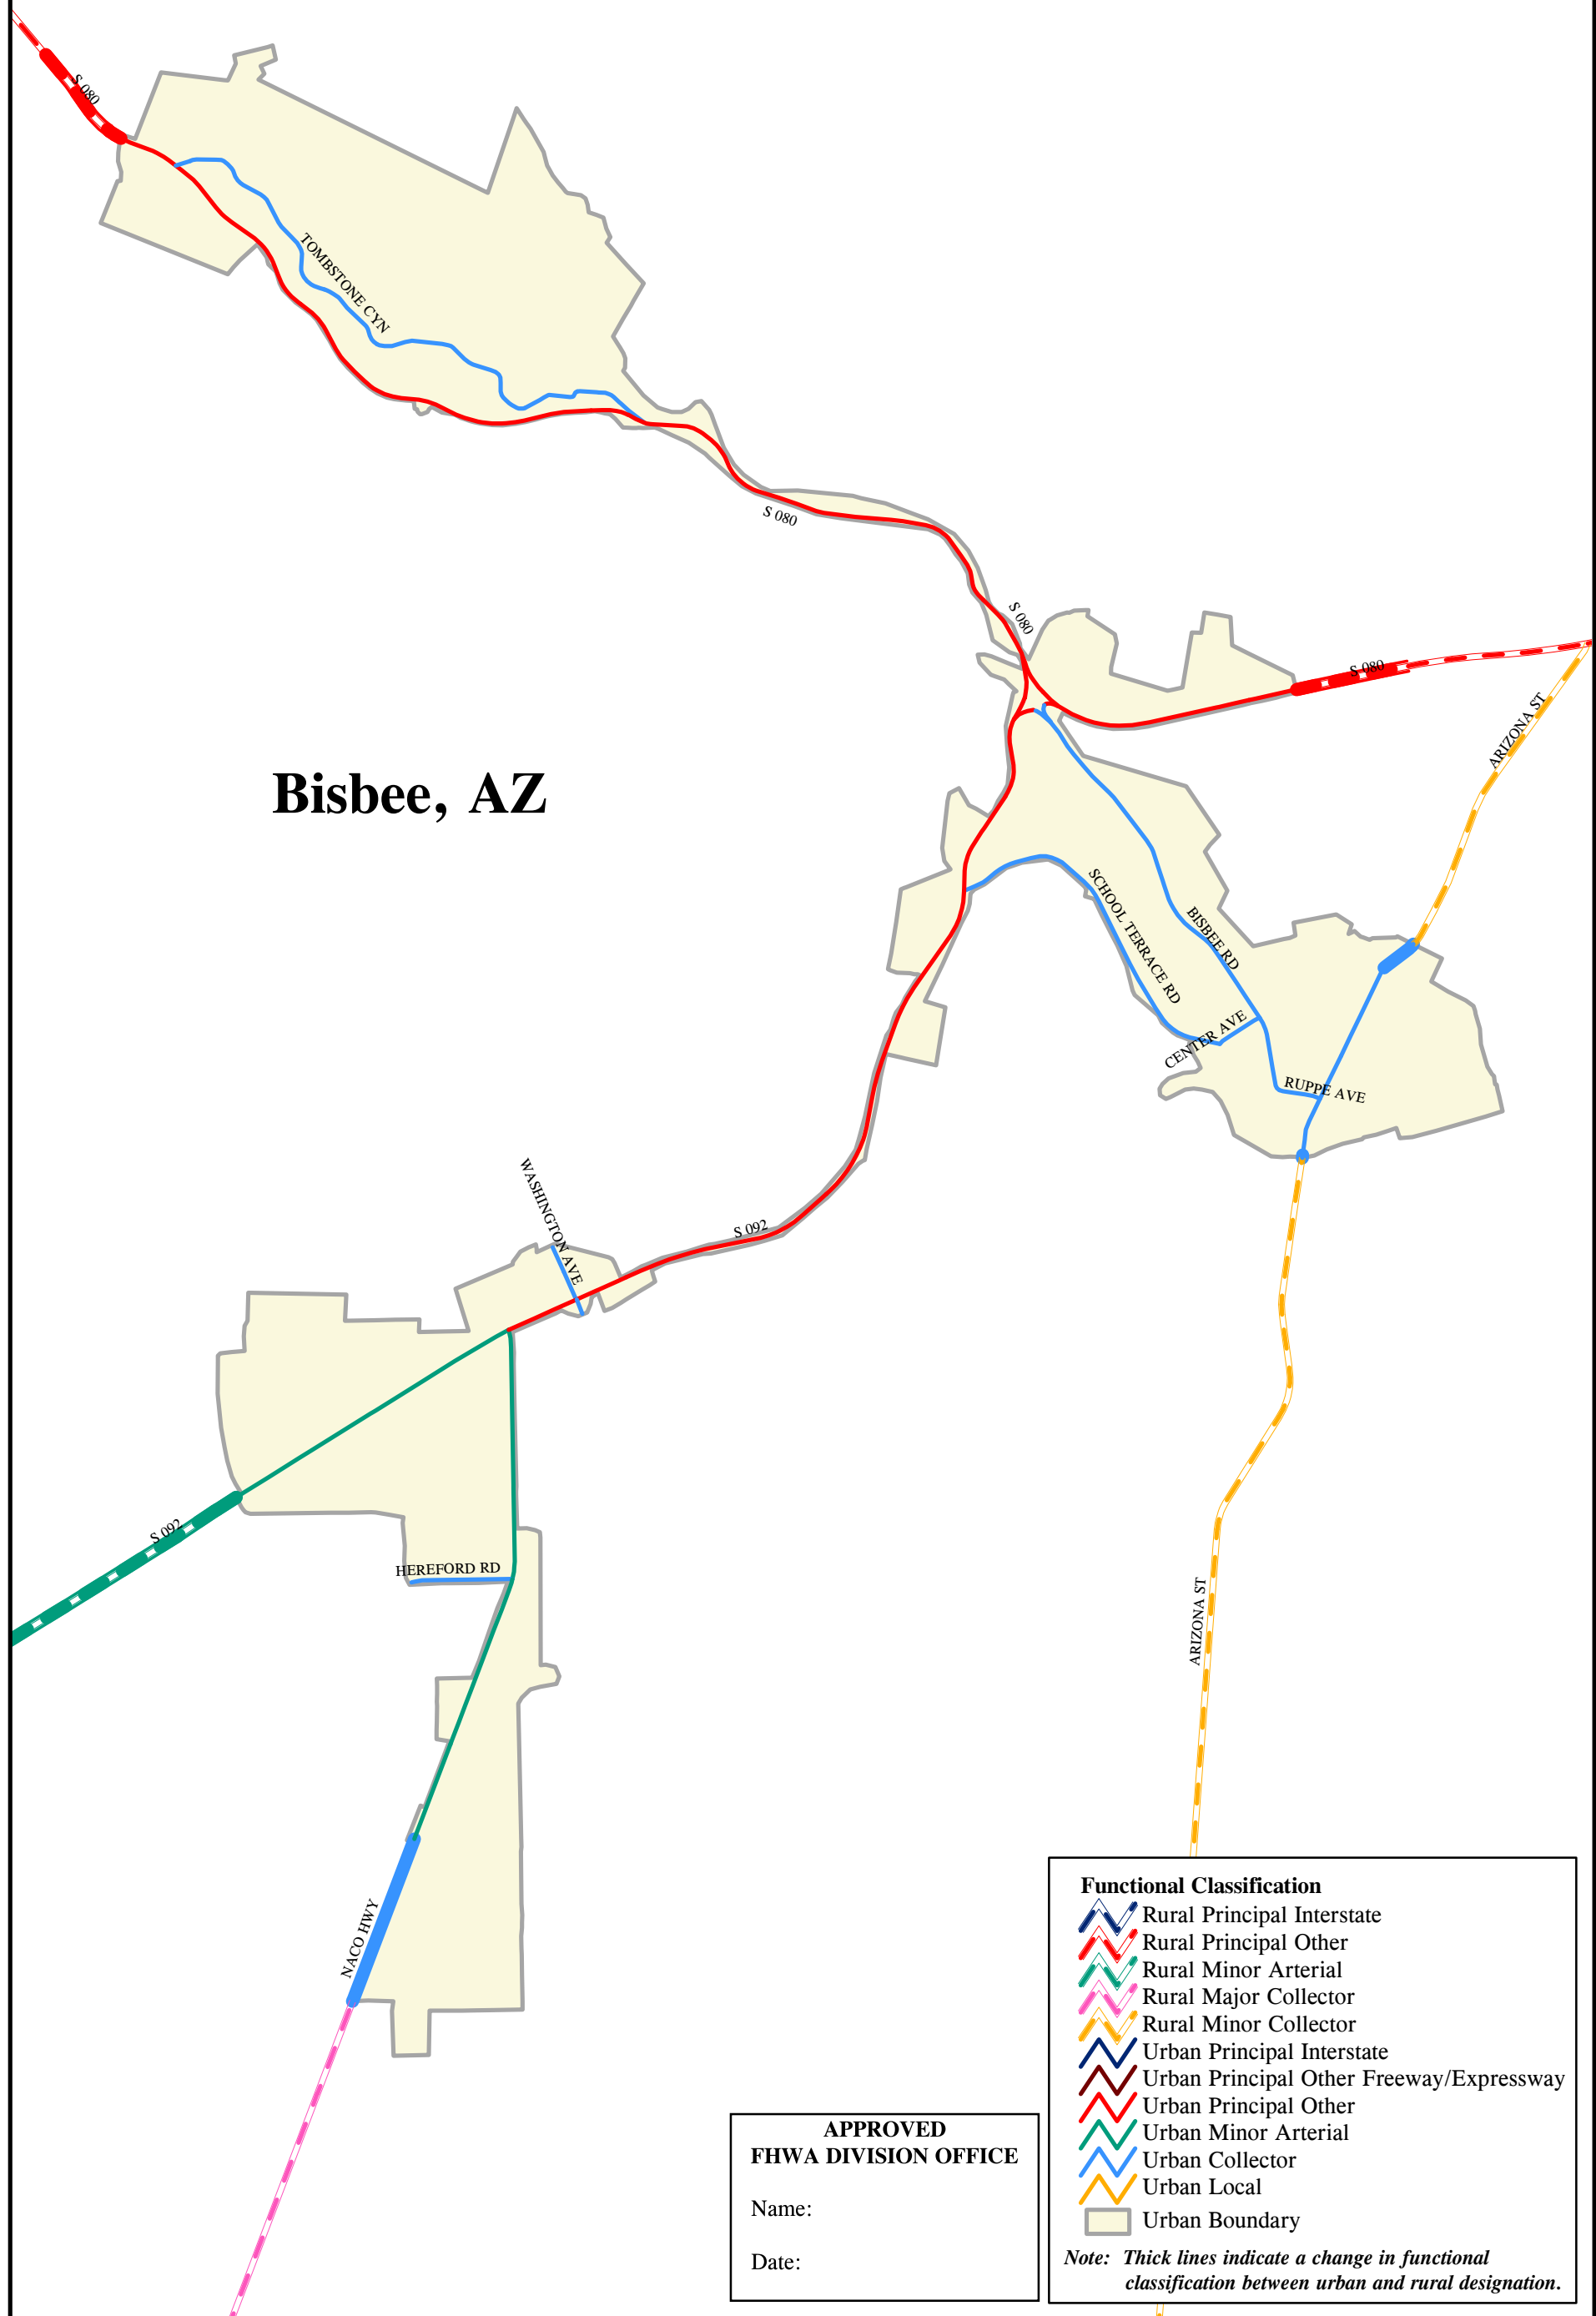 S 080
TOMBSTONE CYN
S 080
S 080
S 080
ARIZONA ST
Bisbee, AZ
SCHOOL TERRACE RD
BISBEE RD
CENTER AVE
RUPPE AVE
WASHINGTON AVE
S 092
S 092
HEREFORD RD
ARIZONA ST
NACO HWY
Functional Classification
Rural Principal Interstate
Rural Principal Other
Rural Minor Arterial
Rural Major Collector
Rural Minor Collector
Urban Principal Interstate
Urban Principal Other Freeway/Expressway
Urban Principal Other
Urban Minor Arterial
Urban Collector
Urban Local
Urban Boundary
Note: Thick lines indicate a change in functional
classification between urban and rural designation.
APPROVED
FHWA DIVISION OFFICE
Name:
Date: